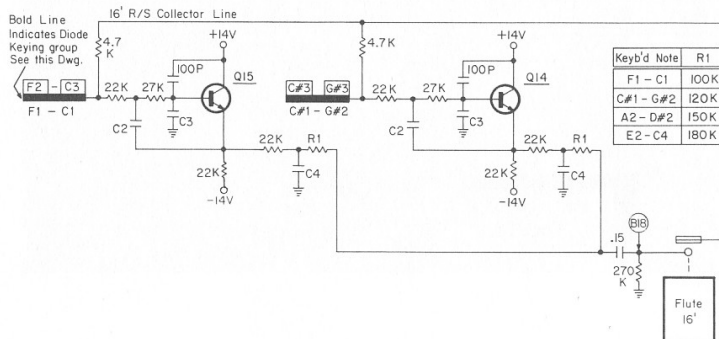 Bold Line
Indicates Diode
Keying group
See this Dwg.
16' R/S Collector Line
+14V
+14V
4.7
K
4.7K
100P
Q15
100P
Q14
Keyb'd Note R1
F1 - C1 100K
C#1 - G#2 120K
A2 - D#2 150K
E2 - C4 180K
F2 - C3
22K
27K
C#3 G#3
22K
27K
F1 - C1
C#1 - G#2
C2
C3
C2
C3
22K
R1
22K
R1
22K
C4
22K
C4
-14V
-14V
B18
.15
270
K
Flute
16'